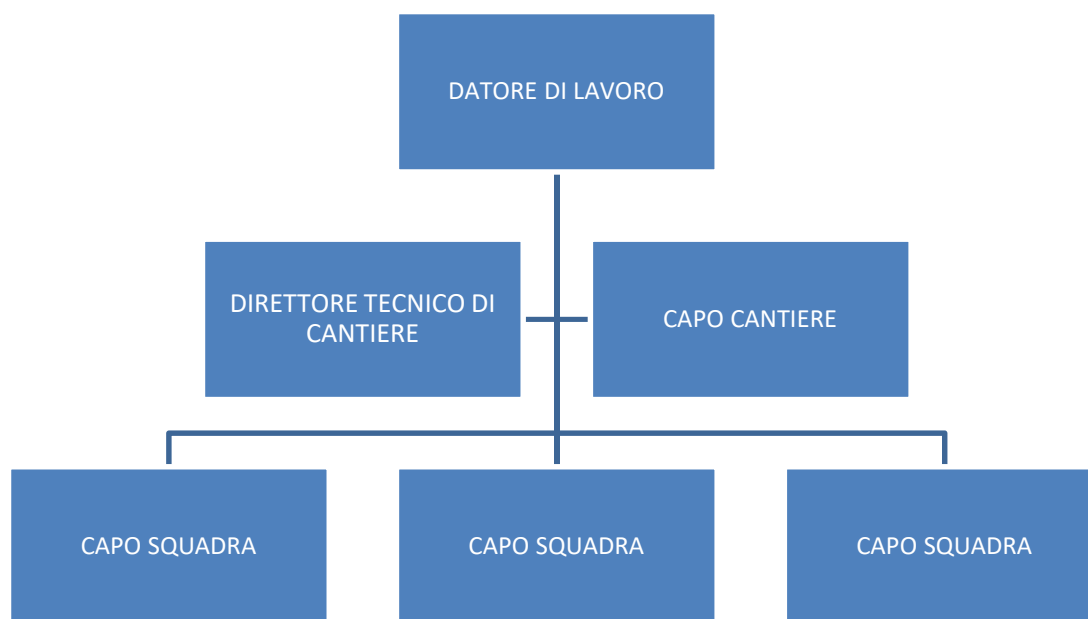 DATORE DI LAVORO
DIRETTORE TECNICO DI
CANTIERE
CAPO CANTIERE
CAPO SQUADRA
CAPO SQUADRA
CAPO SQUADRA